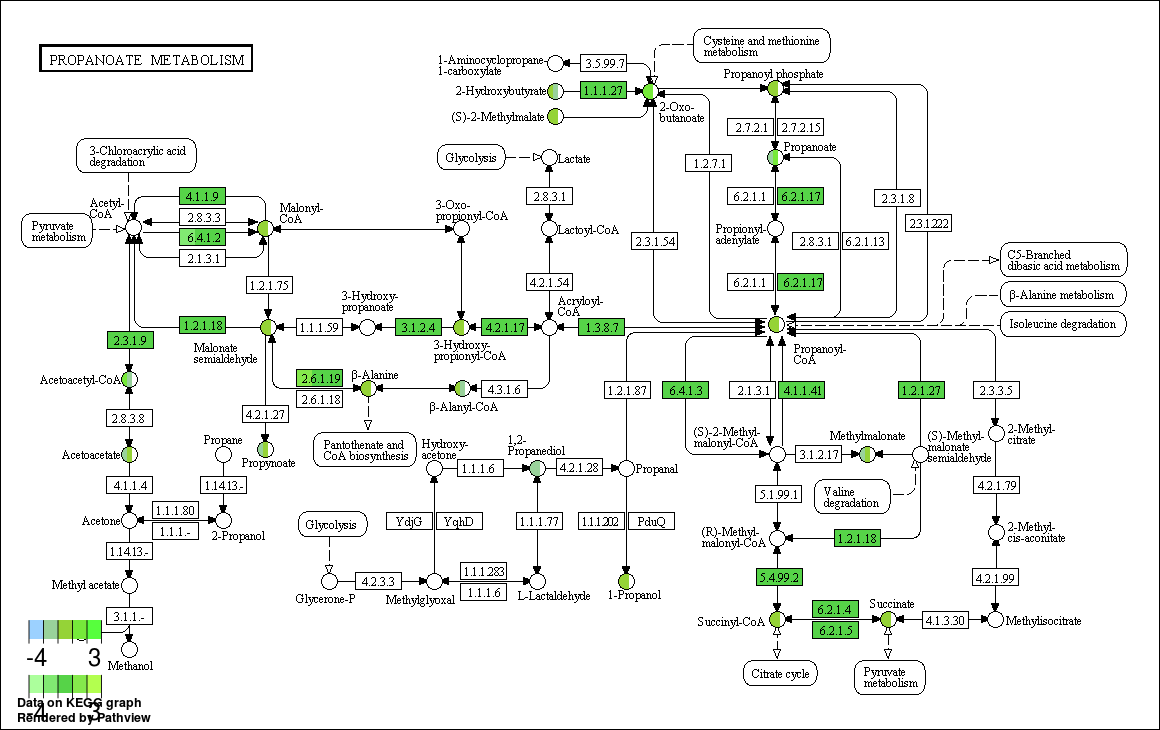 PROPANOATE METABOLISM
Cysteine and methionine
metabolism
1-Aminocyclopropane
1-carboxylate
3.5.99.7
Propanoyl phosphate
2-Hydroxybutyrate
1.1.1.27
2-Oxo-
butanoate
(S)-2-Methylmalate
2.7.2.1
2.7.2.15
3-Chloroacrylic acid
degradation
Glycolysis
Lactate
Propanoate
1.2.7.1
4.1.1.9
2.8.3.1
6.2.1.1
6.2.1.17
2.3.1.8
Acetyl-
CoA
2.8.3.3
Malonyl-
CoA
3-Oxo-
propionyl-CoA
2.3.1.222
Pyruvate
metabolism
6.4.1.2
Lactoyl-CoA
Propionyl-
adenylate
2.3.1.54
2.8.3.1
6.2.1.13
2.1.3.1
C5-Branched
dibasic acid metabolism
1.2.1.75
4.2.1.54
6.2.1.1
6.2.1.17
β-Alanine metabolism
3-Hydroxy-
propanoate
Acryloyl-
CoA
1.2.1.18
1.1.1.59
3.1.2.4
4.2.1.17
1.3.8.7
Isoleucine degradation
2.3.1.9
Malonate
semialdehyde
3-Hydroxy-
propionyl-CoA
Propanoyl-
CoA
Acetoacetyl-CoA
2.6.1.19
β-Alanine
4.3.1.6
1.2.1.87
6.4.1.3
2.1.3.1
4.1.1.41
1.2.1.27
2.3.3.5
2.6.1.18
β-Alanyl-CoA
2.8.3.8
4.2.1.27
Pantothenate and
CoA biosynthesis
Propane
Hydroxy-
acetone
1,2-
Propanediol
(S)-2-Methyl-
malonyl-CoA
Methylmalonate
(S)-Methyl-
malonate
semialdehyde
2-Methyl-
citrate
Acetoacetate
Propynoate
1.1.1.6
4.2.1.28
Propanal
3.1.2.17
4.1.1.4
1.14.13.-
Valine
degradation
5.1.99.1
4.2.1.79
1.1.1.80
Acetone
1.1.1.-
2-Propanol
Glycolysis
YdjG
YqhD
1.1.1.77
1.1.1.202
PduQ
(R)-Methyl-
malonyl-CoA
1.2.1.18
2-Methyl-
cis-aconitate
1.14.13.-
Methyl acetate
4.2.3.3
1.1.1.283
1.1.1.6
5.4.99.2
4.2.1.99
Glycerone-P
Methylglyoxal
L-Lactaldehyde
1-Propanol
3.1.1.-
6.2.1.4
Succinate
Succinyl-CoA
6.2.1.5
4.1.3.30
Methylisocitrate
-4
3
Methanol
Citrate cycle
Pyruvate
metabolism
-4
3
Data on KEGG graph
Rendered by Pathview